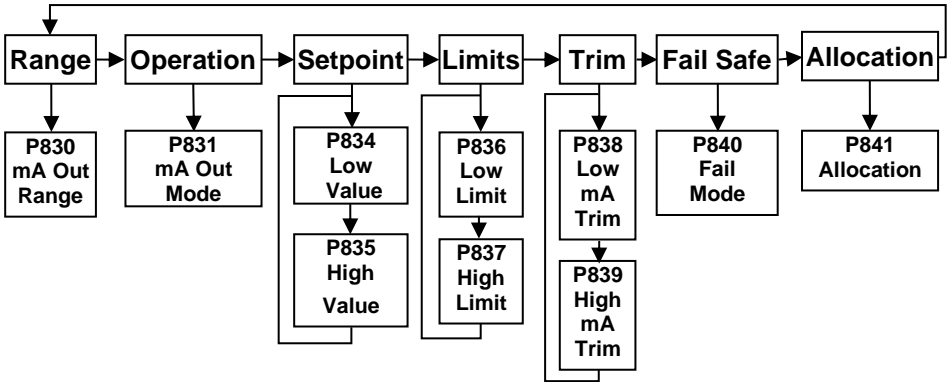 Range
Operation
Setpoint
Limits
Trim
Fail Safe
Allocation
P830
mA Out
Range
P831
mA Out
Mode
P834
Low
Value
P835
High
Value
P836
Low
Limit
P837
High
Limit
P838
Low
mA
Trim
P839
High
mA
Trim
P840
Fail
Mode
P841
Allocation